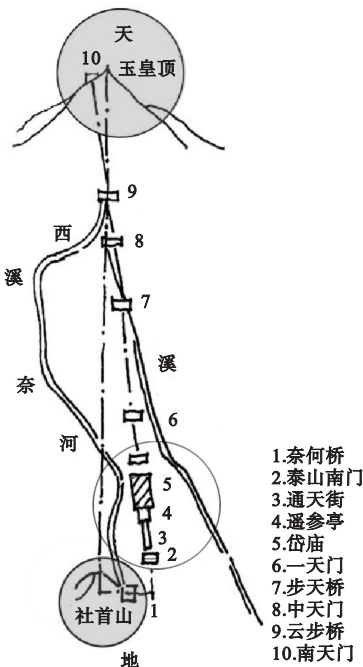 天
玉皇顶
10
9
西
8
溪
7
溪
奈
6
河
5
4
3
2
1
社首山
地
1.奈何桥
2.泰山南门
3.通天街
4.遥参亭
5.岱庙
6.一天门
7.步天桥
8.中天门
9.云步桥
10.南天门